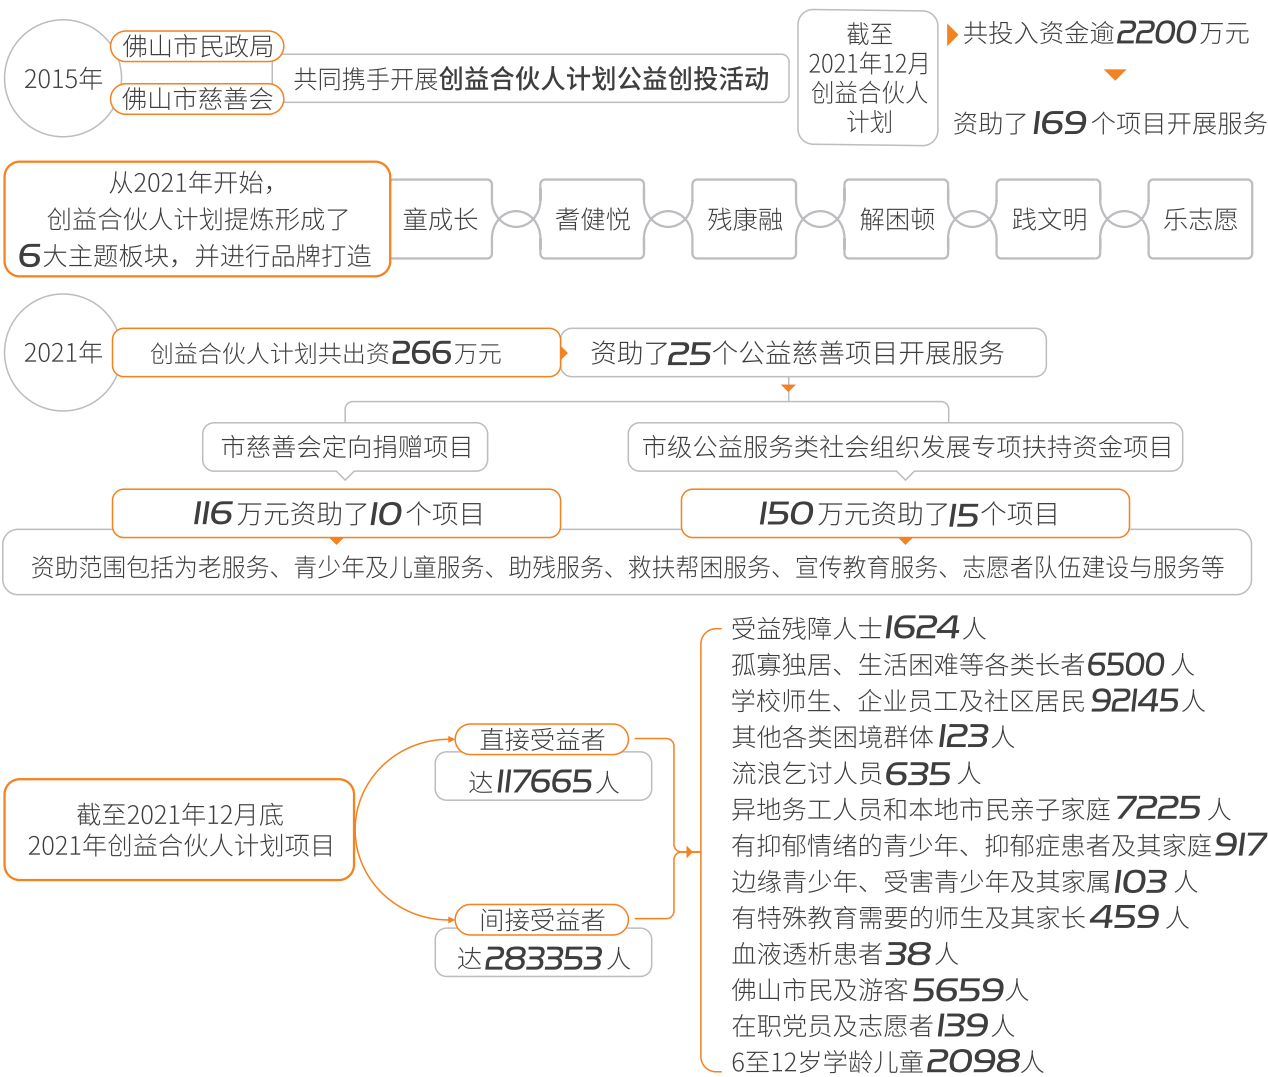 2015年
佛山市民政局
佛山市慈善会
共同携手开展创益合伙人计划公益创投活动
截至
2021年12月
创益合伙人
计划
共投入资金逾2200万元
资助了169个项目开展服务
从2021年开始，
创益合伙人计划提炼形成了
6大主题板块，并进行品牌打造
童成长
耆健悦
残康融
解困顿
践文明
乐志愿
2021年
创益合伙人计划共出资266万元
资助了25个公益慈善项目开展服务
市慈善会定向捐赠项目
市级公益服务类社会组织发展专项扶持资金项目
116万元资助了10个项目
150万元资助了15个项目
资助范围包括为老服务、青少年及儿童服务、助残服务、救扶帮困服务、宣传教育服务、志愿者队伍建设与服务等
截至2021年12月底
2021年创益合伙人计划项目
直接受益者
达117665人
间接受益者
达283353人
受益残障人士1624人
孤寡独居、生活困难等各类长者6500人
学校师生、企业员工及社区居民92145人
其他各类困境群体123人
流浪乞讨人员635人
异地务工人员和本地市民亲子家庭7225人
有抑郁情绪的青少年、抑郁症患者及其家庭917
边缘青少年、受害青少年及其家属103人
有特殊教育需要的师生及其家长459人
血液透析患者38人
佛山市民及游客5659人
在职党员及志愿者139人
6至12岁学龄儿童2098人